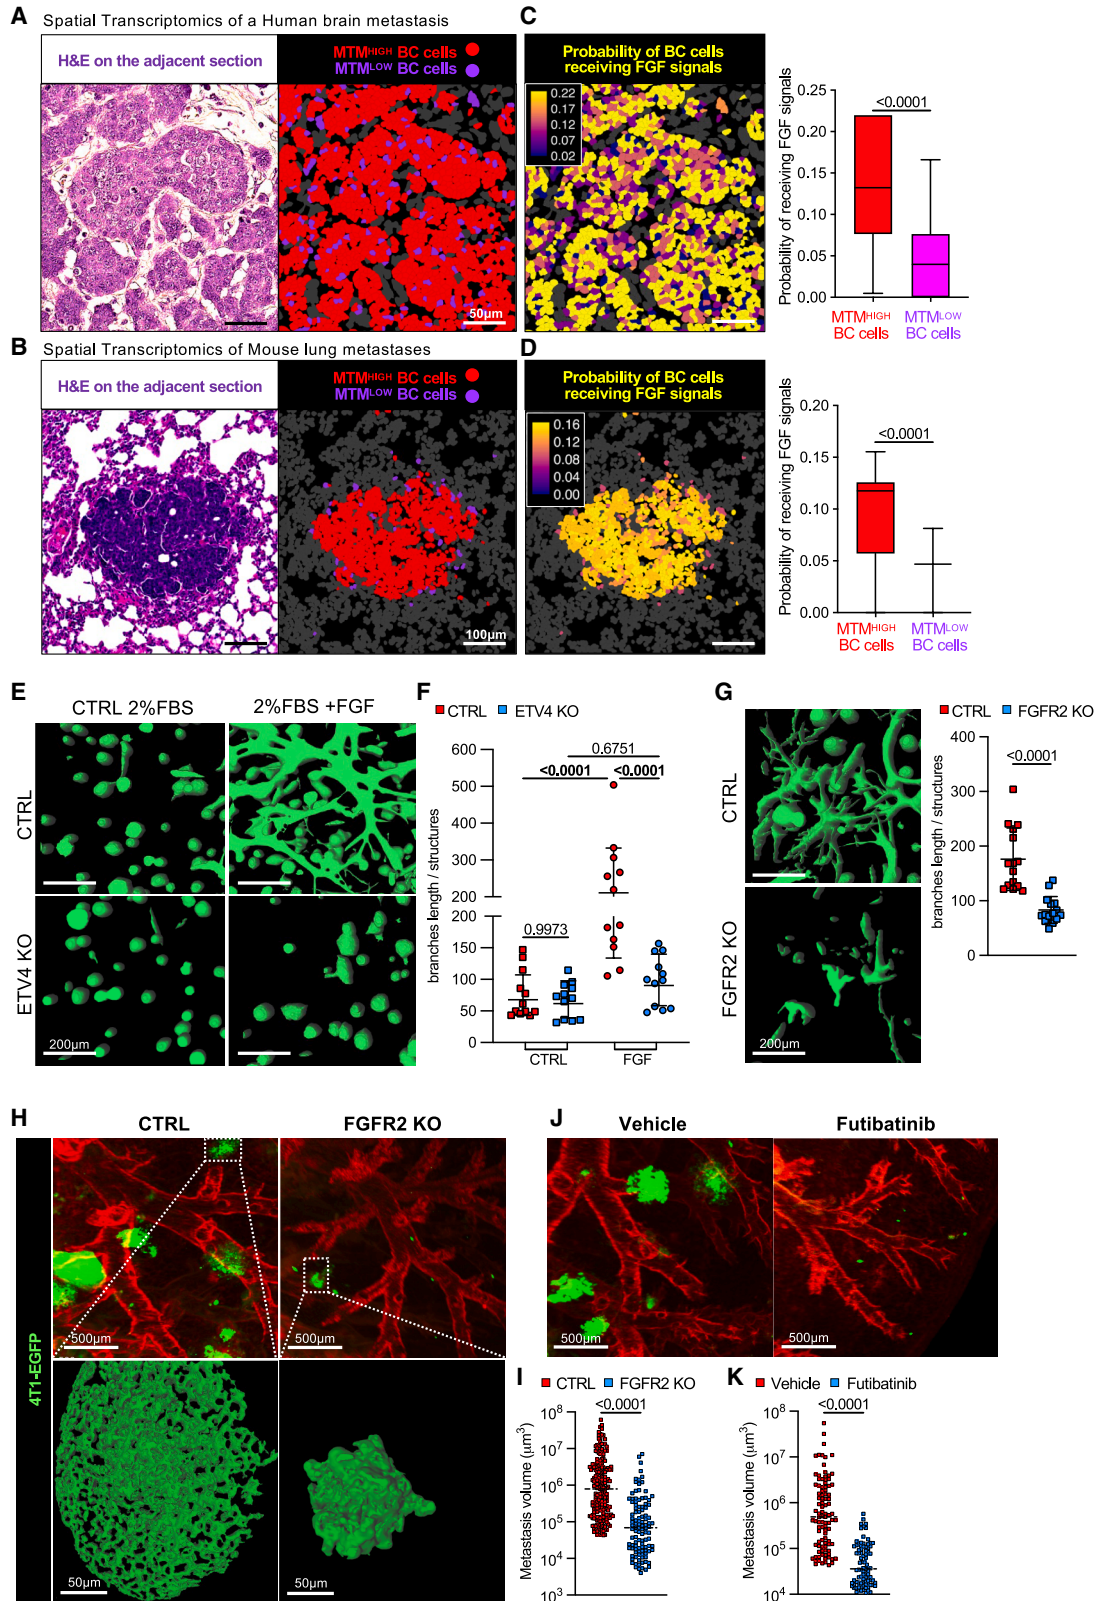 A Spatial Transcriptomics of a Human brain metastasis
H&E on the adjacent section
MTMHIGH BC cells
MTMLOW BC cells
50µm
C
Probability of BC cells
receiving FGF signals
0.22
0.17
0.12
0.07
0.02
Probability of receiving FGF signals
0.25
0.20
0.15
0.10
0.05
0.00
<0.0001
MTMHIGH MTMLOW
BC cells BC cells
B Spatial Transcriptomics of Mouse lung metastases
H&E on the adjacent section
MTMHIGH BC cells
MTMLOW BC cells
100µm
D
Probability of BC cells
receiving FGF signals
0.16
0.12
0.08
0.04
0.00
Probability of receiving FGF signals
0.20
0.15
0.10
0.05
0.00
<0.0001
MTMHIGH MTMLOW
BC cells BC cells
E
CTRL 2%FBS
2%FBS +FGF
CTRL
ETV4 KO
200µm
F
CTRL ETV4 KO
branches length / structures
600
500
400
300
200
200
150
100
50
0
0.6751
<0.0001 <0.0001
0.9973
CTRL FGF
G
CTRL
FGFR2 KO
200µm
CTRL FGFR2 KO
branches length / structures
400
300
200
100
0
<0.0001
H
CTRL
FGFR2 KO
4T1-EGFP
500µm
500µm
50µm
50µm
J
Vehicle
Futibatinib
500µm
500µm
I
CTRL FGFR2 KO
Metastasis volume (µm3)
108
107
106
105
104
103
<0.0001
K
Vehicle Futibatinib
Metastasis volume (µm3)
108
107
106
105
104
<0.0001